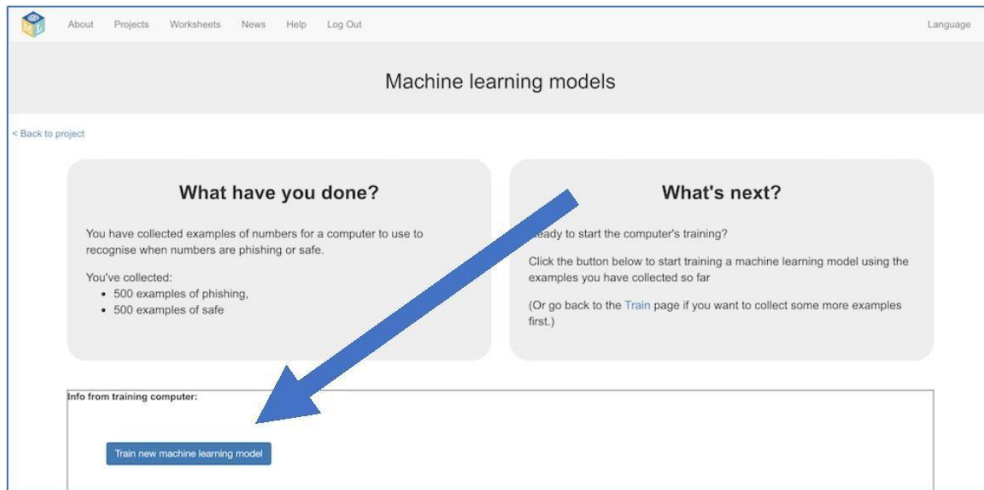 About Projects Worksheets News Help Log Out Language
Machine learning models
< Back to project
What have you done?
You have collected examples of numbers for a computer to use to
recognise when numbers are phishing or safe.
You've collected:
• 500 examples of phishing,
• 500 examples of safe
What's next?
Ready to start the computer's training?
Click the button below to start training a machine learning model using the
examples you have collected so far
(Or go back to the Train page if you want to collect some more examples
first.)
Info from training computer:
Train new machine learning model